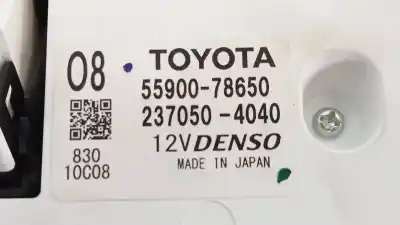 08 TOYOTA
55900-78650
237050-4040
830 12V DENSO
10C08 MADE IN JAPAN